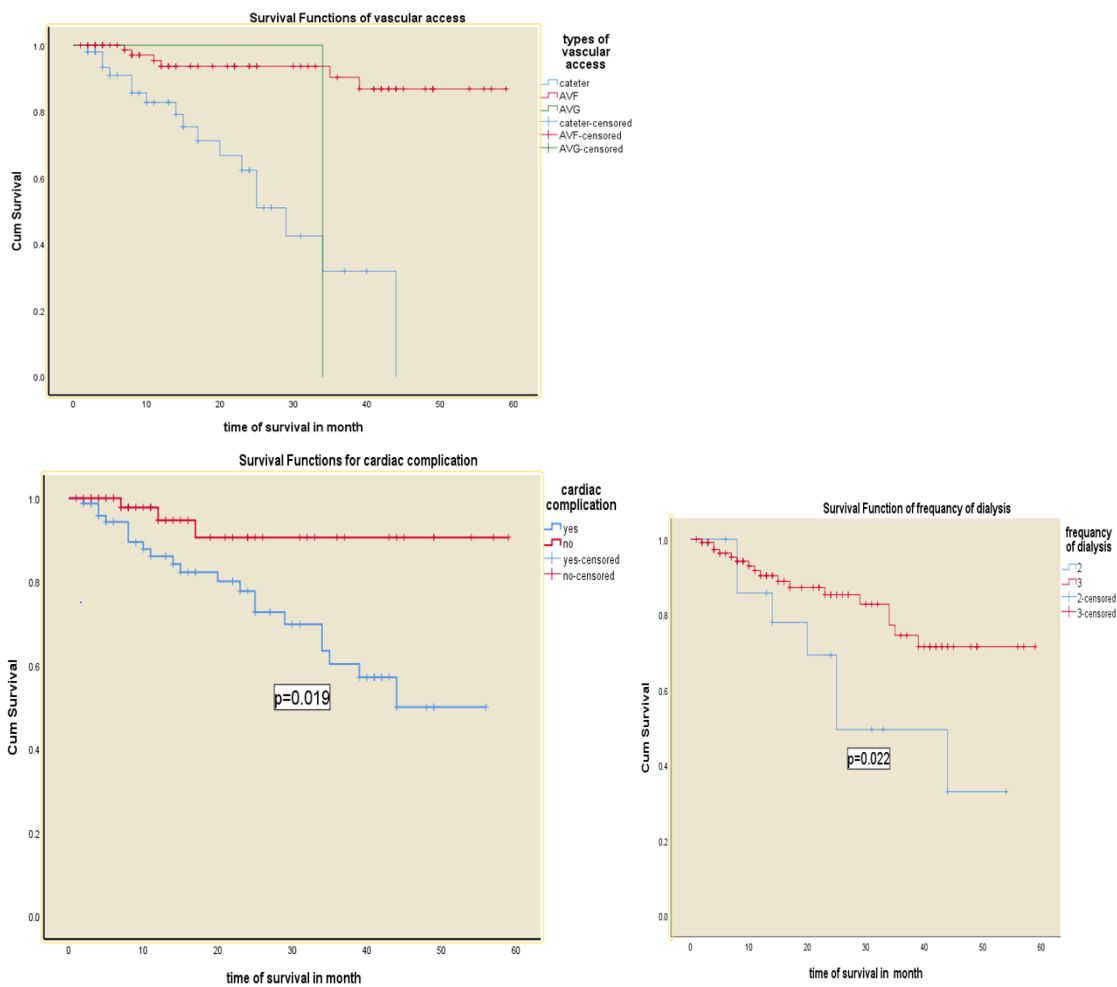 Survival Functions of vascular access
types of
vascular
access
cateter
AVF
AVG
cateter-censored
AVF-censored
AVG-censored
1.0
0.8
0.6
0.4
0.2
0.0
Cum Survival
0 10 20 30 40 50 60
time of survival in month
Survival Functions for cardiac complication
cardiac
complication
yes
no
yes-censored
no-censored
1.0
0.8
0.6
0.4
0.2
0.0
Cum Survival
p=0.019
0 10 20 30 40 50 60
time of survival in month
Survival Function of frequancy of dialysis
frequancy
of dialysis
2
3
2-censored
3-censored
1.0
0.8
0.6
0.4
0.2
0.0
Cum Survival
p=0.022
0 10 20 30 40 50 60
time of survival in month